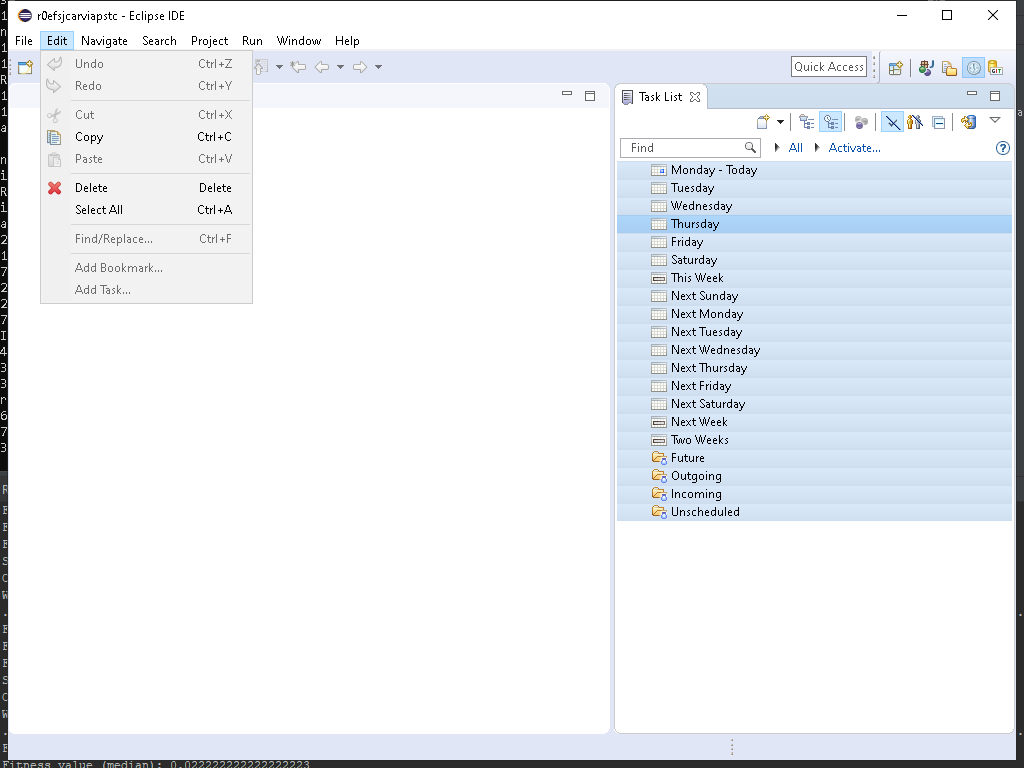 r0efsjcarviapstc - Eclipse IDE
File Edit Navigate Search Project Run Window Help
Undo Ctrl+Z
Redo Ctrl+Y
Cut Ctrl+X
Copy Ctrl+C
Paste Ctrl+V
Delete Delete
Select All Ctrl+A
Find/Replace... Ctrl+F
Add Bookmark...
Add Task...
Quick Access
GIT
Task List
Find
All
Activate...
Monday - Today
Tuesday
Wednesday
Thursday
Friday
Saturday
This Week
Next Sunday
Next Monday
Next Tuesday
Next Wednesday
Next Thursday
Next Friday
Next Saturday
Next Week
Two Weeks
Future
Outgoing
Incoming
Unscheduled
Fitness value (median): 0.022222222222222223